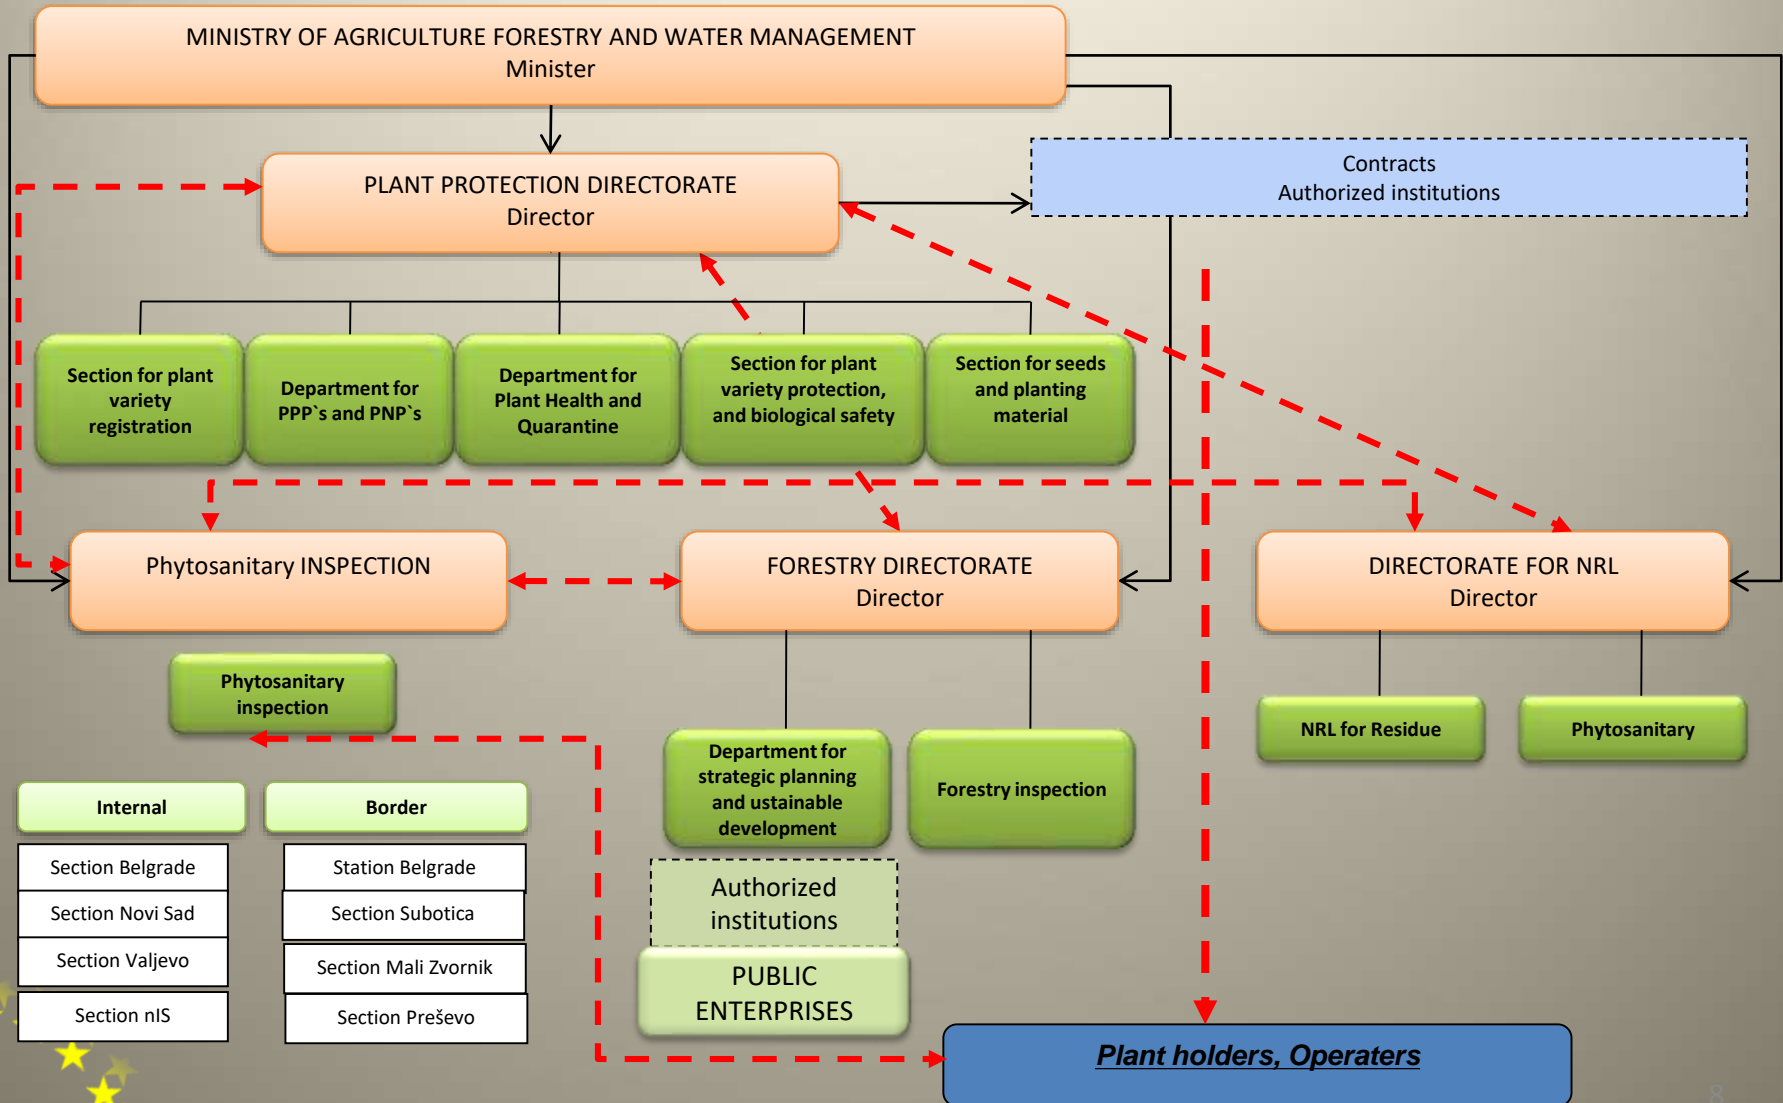 MINISTRY OF AGRICULTURE FORESTRY AND WATER MANAGEMENT
Minister
PLANT PROTECTION DIRECTORATE
Director
Contracts
Authorized institutions
Section for plant
variety
registration
Department for
PPP`s and PNP`s
Department for
Plant Health and
Quarantine
Section for plant
variety protection,
and biological safety
Section for seeds
and planting
material
Phytosanitary INSPECTION
FORESTRY DIRECTORATE
Director
DIRECTORATE FOR NRL
Director
Phytosanitary
inspection
Department for
strategic planning
and ustainable
development
Forestry inspection
NRL for Residue
Phytosanitary
Internal
Border
Section Belgrade
Section Novi Sad
Section Valjevo
Section nIS
Station Belgrade
Section Subotica
Section Mali Zvornik
Section Preševo
Authorized
institutions
PUBLIC
ENTERPRISES
Plant holders, Operaters
8